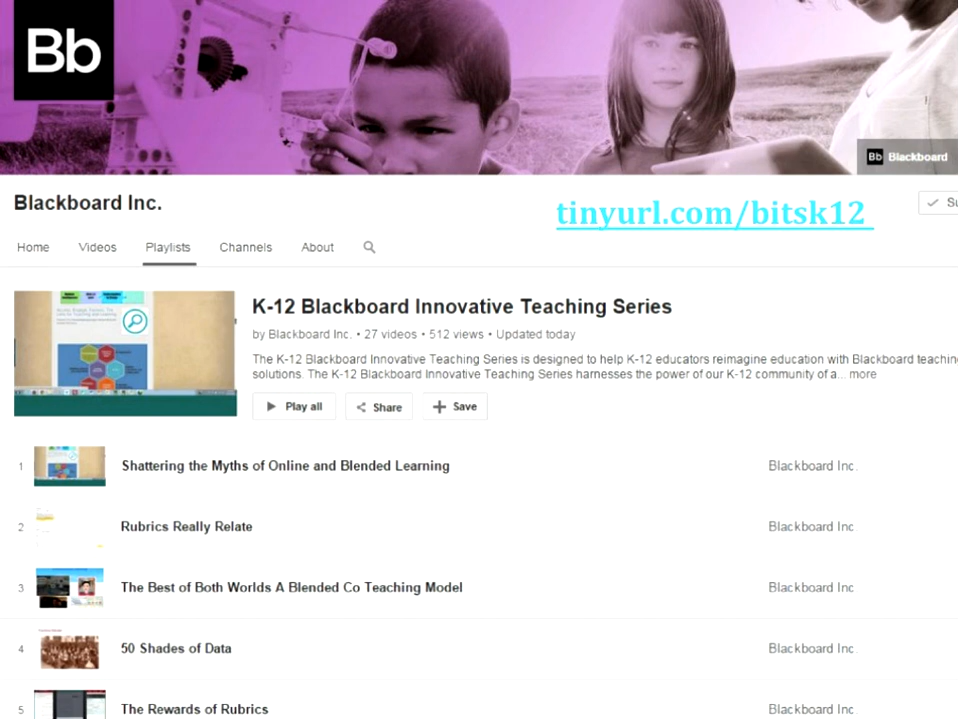 Bb
Bb Blackboard
Blackboard Inc.
tinyurl.com/bitsk12
Home Videos Playlists Channels About
K-12 Blackboard Innovative Teaching Series
by Blackboard Inc. • 27 videos • 512 views • Updated today
The K-12 Blackboard Innovative Teaching Series is designed to help K-12 educators reimagine education with Blackboard teaching
solutions. The K-12 Blackboard Innovative Teaching Series harnesses the power of our K-12 community of a... more
Play all Share Save
1 Shattering the Myths of Online and Blended Learning Blackboard Inc.
2 Rubrics Really Relate Blackboard Inc.
3 The Best of Both Worlds A Blended Co Teaching Model Blackboard Inc.
4 50 Shades of Data Blackboard Inc.
5 The Rewards of Rubrics Blackboard Inc.